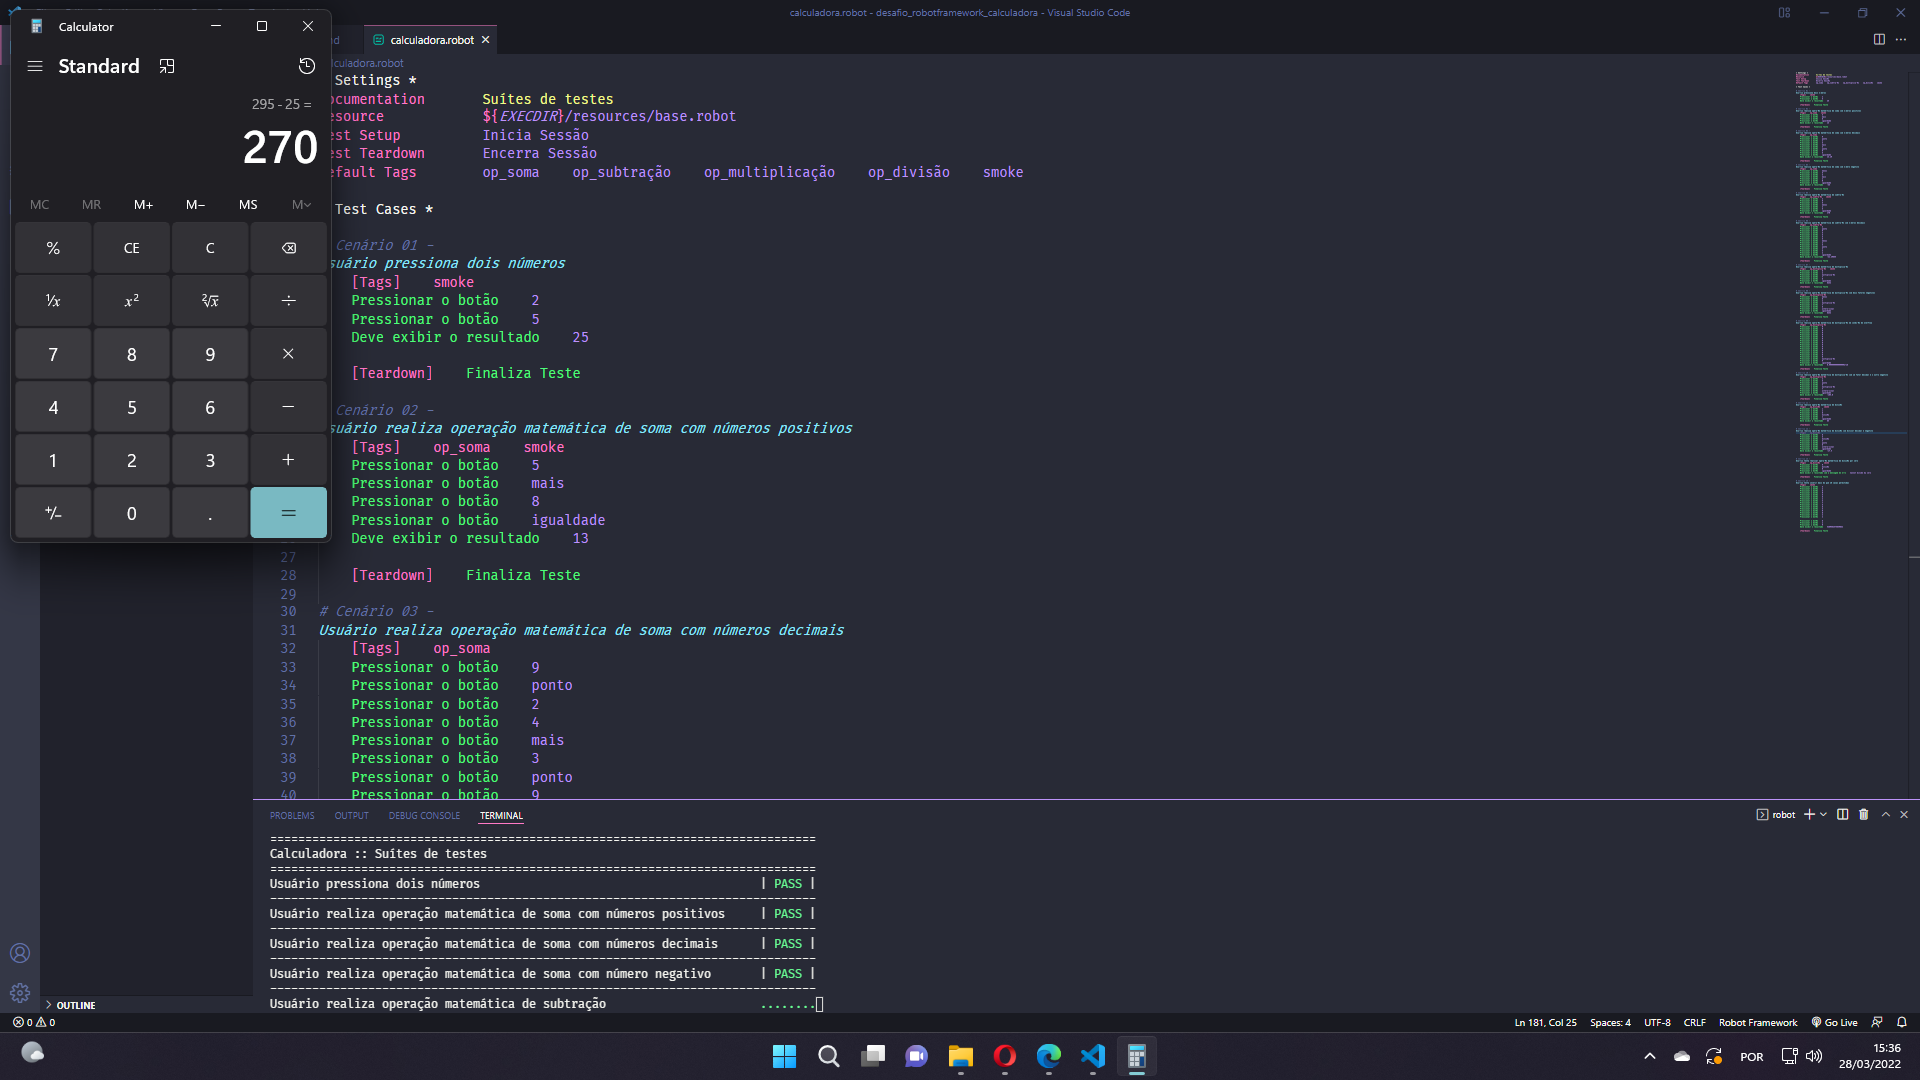 calculadora.robot - desafio_robotframework_calculadora - Visual Studio Code
Calculator
Standard
295 - 25 =
270
MC MR M+ M− MS M
% CE C
¹/x x² ²√x ÷
7 8 9 ×
4 5 6 −
1 2 3 +
+/− 0 . =
d calculadora.robot
lculadora.robot
Settings *
ocumentation Suítes de testes
esource ${EXECDIR}/resources/base.robot
est Setup Inicia Sessão
est Teardown Encerra Sessão
efault Tags op_soma op_subtração op_multiplicação op_divisão smoke
Test Cases *
Cenário 01 -
suário pressiona dois números
[Tags] smoke
Pressionar o botão 2
Pressionar o botão 5
Deve exibir o resultado 25
[Teardown] Finaliza Teste
Cenário 02 -
suário realiza operação matemática de soma com números positivos
[Tags] op_soma smoke
Pressionar o botão 5
Pressionar o botão mais
Pressionar o botão 8
Pressionar o botão igualdade
Deve exibir o resultado 13
27
28 [Teardown] Finaliza Teste
29
30 # Cenário 03 -
31 Usuário realiza operação matemática de soma com números decimais
32 [Tags] op_soma
33 Pressionar o botão 9
34 Pressionar o botão ponto
35 Pressionar o botão 2
36 Pressionar o botão 4
37 Pressionar o botão mais
38 Pressionar o botão 3
39 Pressionar o botão ponto
40 Pressionar o botão 9
PROBLEMS OUTPUT DEBUG CONSOLE TERMINAL robot
==============================================================================
Calculadora :: Suítes de testes
==============================================================================
Usuário pressiona dois números | PASS |
------------------------------------------------------------------------------
Usuário realiza operação matemática de soma com números positivos | PASS |
------------------------------------------------------------------------------
Usuário realiza operação matemática de soma com números decimais | PASS |
------------------------------------------------------------------------------
Usuário realiza operação matemática de soma com número negativo | PASS |
------------------------------------------------------------------------------
Usuário realiza operação matemática de subtração ........
OUTLINE
0 0 Ln 181, Col 25 Spaces: 4 UTF-8 CRLF Robot Framework Go Live
POR 15:36
28/03/2022